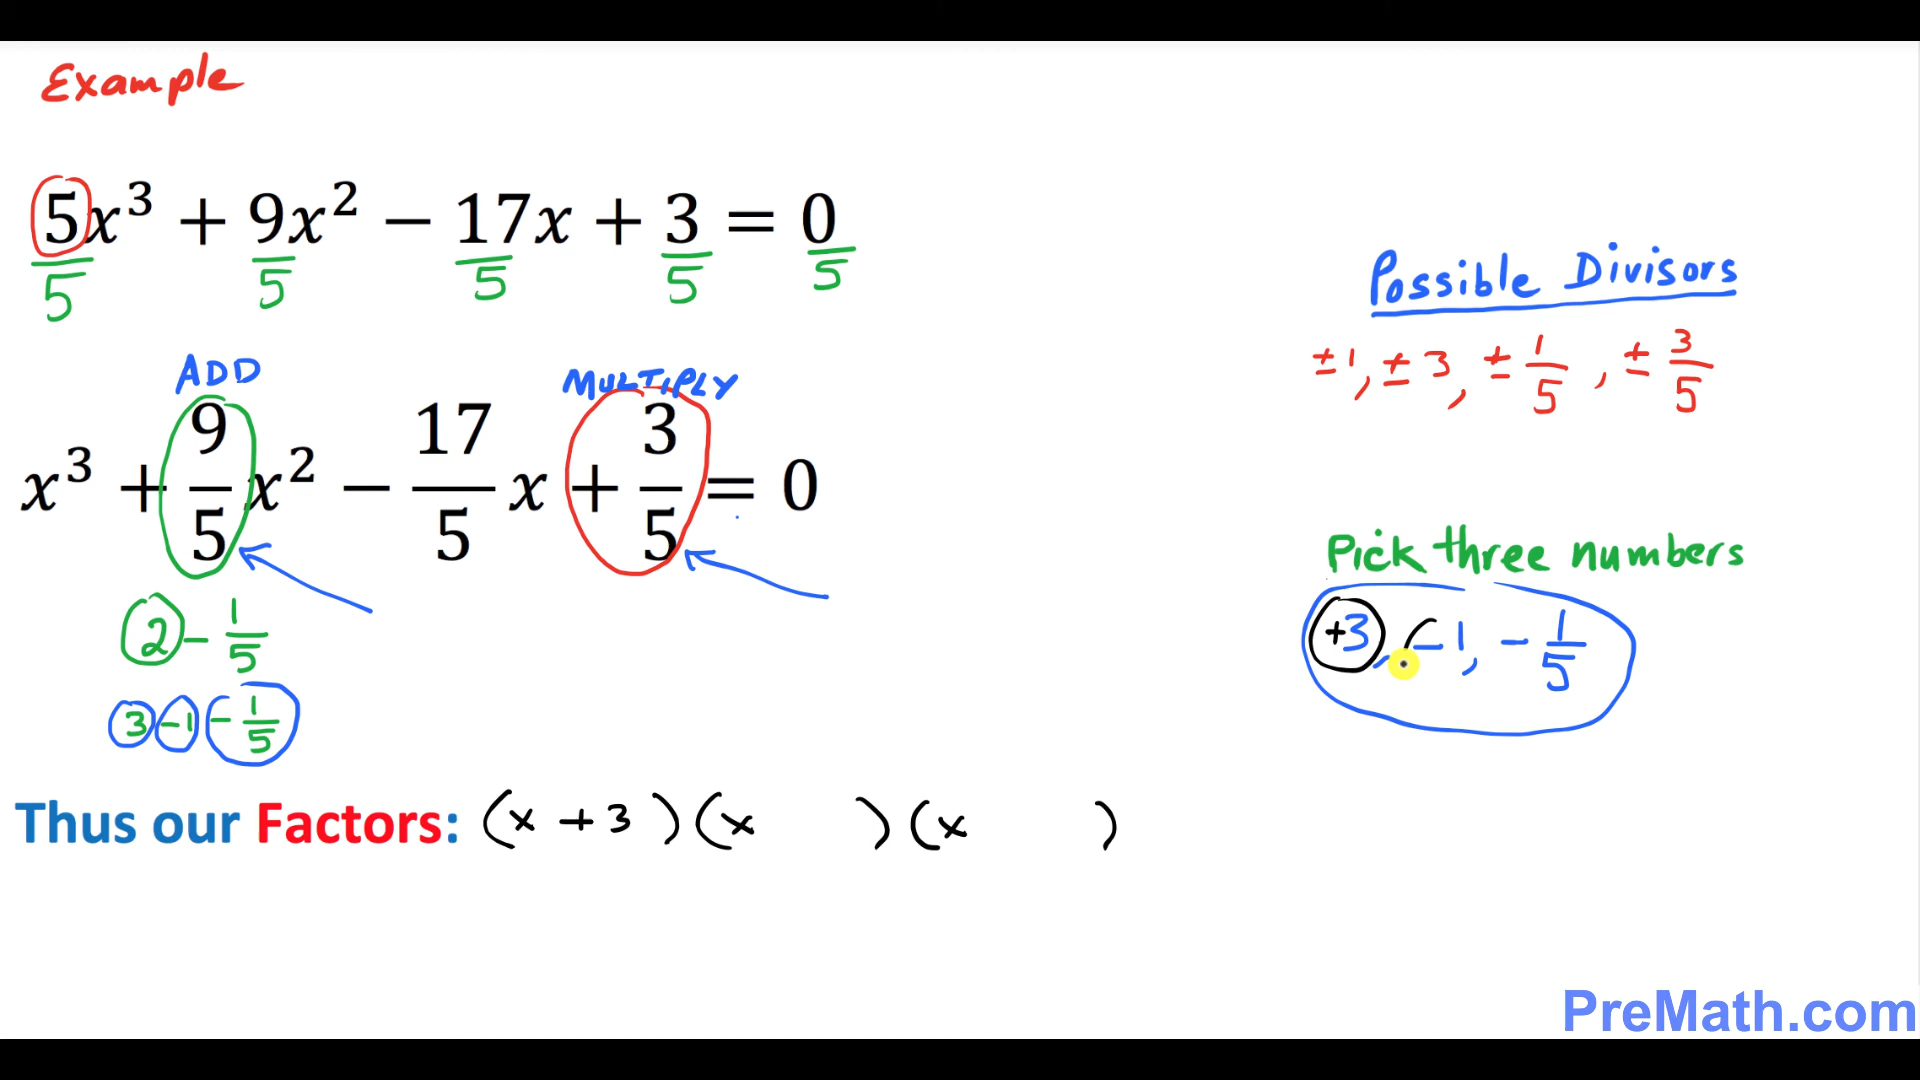 Example
5x³ + 9x² − 17x + 3 = 0
5 5 5 5 5
Possible Divisors
±1, ±3, ±1/5, ±3/5
ADD MULTIPLY
x³ + 9/5 x² − 17/5 x + 3/5 = 0
Pick three numbers
+3, −1, −1/5
2 − 1/5
3 −1 −1/5
Thus our Factors: (x + 3)(x )(x )
PreMath.com